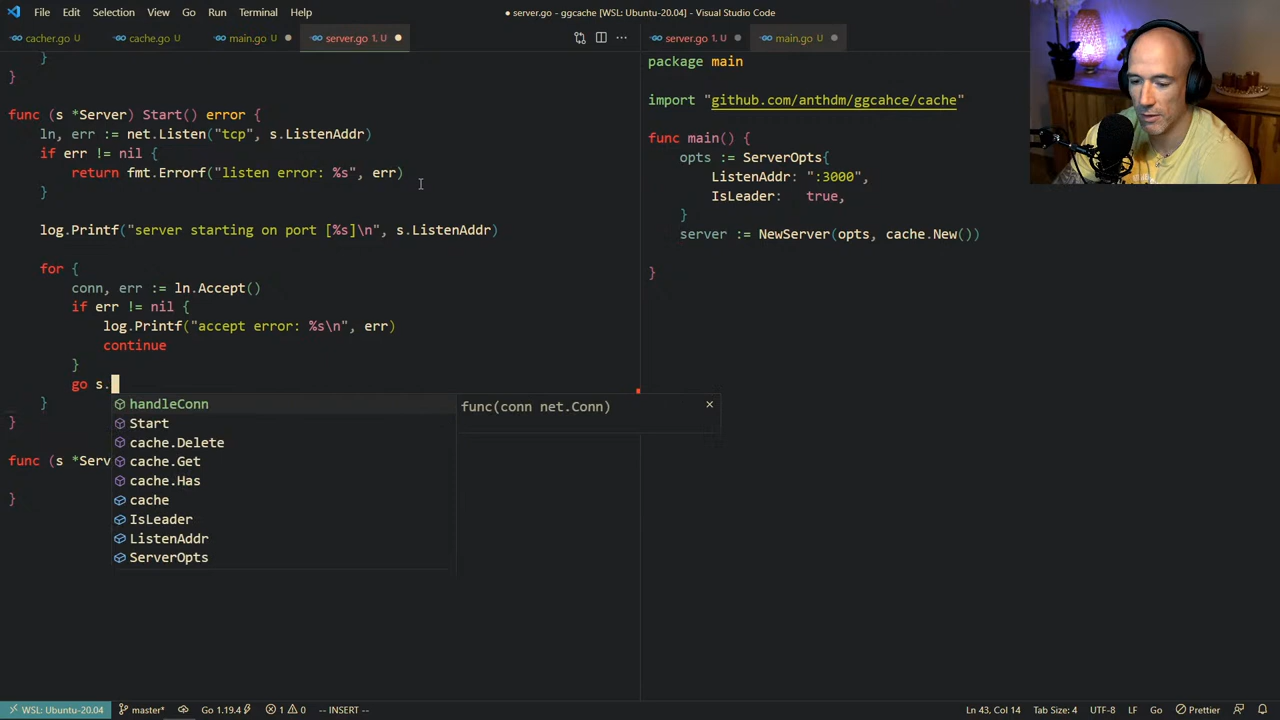 File Edit Selection View Go Run Terminal Help
● server.go - ggcache [WSL: Ubuntu-20.04] - Visual Studio Code
cacher.go U cache.go U main.go U ● server.go 1, U ●
}
}
func (s *Server) Start() error {
ln, err := net.Listen("tcp", s.ListenAddr)
if err != nil {
return fmt.Errorf("listen error: %s", err)
}
log.Printf("server starting on port [%s]\n", s.ListenAddr)
for {
conn, err := ln.Accept()
if err != nil {
log.Printf("accept error: %s\n", err)
continue
}
go s.
}
}
func (s *Serv
}
handleConn
Start
cache.Delete
cache.Get
cache.Has
cache
IsLeader
ListenAddr
ServerOpts
func(conn net.Conn)
server.go 1, U ● main.go U ●
package main
import "github.com/anthdm/ggcahce/cache"
func main() {
opts := ServerOpts{
ListenAddr: ":3000",
IsLeader: true,
}
server := NewServer(opts, cache.New())
}
WSL: Ubuntu-20.04 master* Go 1.19.4 1 0 -- INSERT -- Ln 43, Col 14 Tab Size: 4 UTF-8 LF Go Prettier